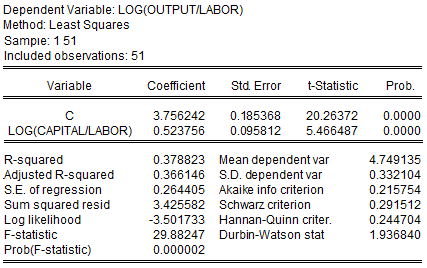 Dependent Variable: LOG(OUTPUT/LABOR)
Method: Least Squares
Sample: 1 51
Included observations: 51
Variable Coefficient Std. Error t-Statistic Prob.
C 3.756242 0.185368 20.26372 0.0000
LOG(CAPITAL/LABOR) 0.523756 0.095812 5.466487 0.0000
R-squared 0.378823 Mean dependent var 4.749135
Adjusted R-squared 0.366146 S.D. dependent var 0.332104
S.E. of regression 0.264405 Akaike info criterion 0.215754
Sum squared resid 3.425582 Schwarz criterion 0.291512
Log likelihood -3.501733 Hannan-Quinn criter. 0.244704
F-statistic 29.88247 Durbin-Watson stat 1.936840
Prob(F-statistic) 0.000002